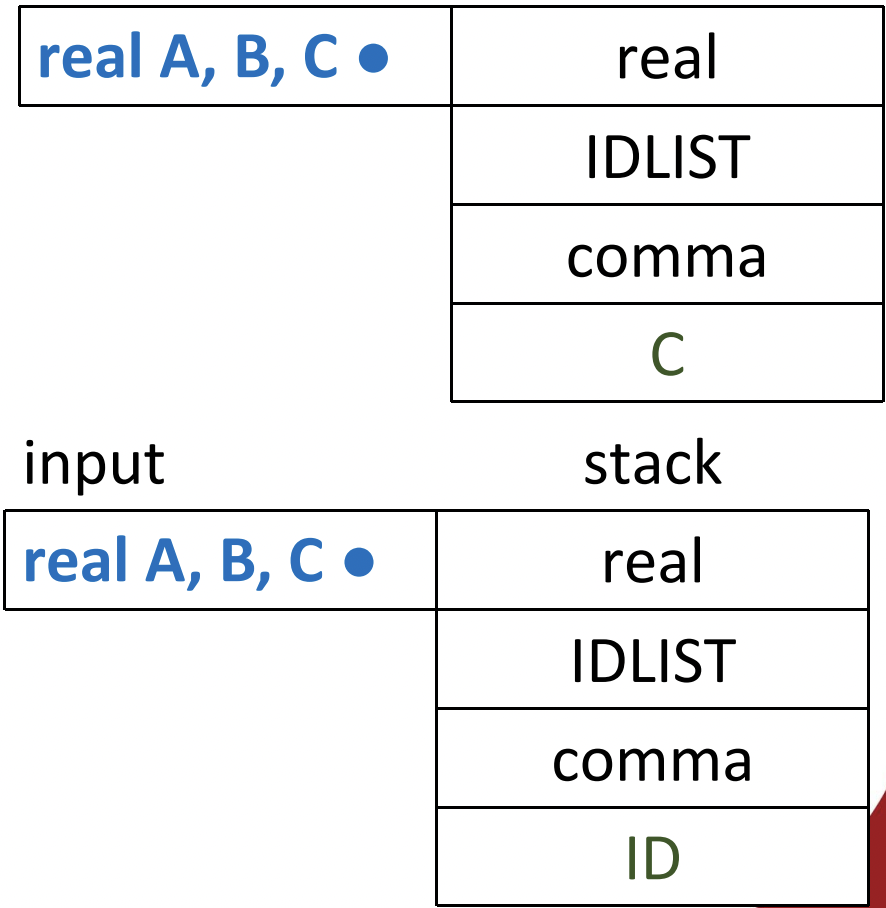 real A, B, C ● real
IDLIST
comma
C
input stack
real A, B, C ● real
IDLIST
comma
ID